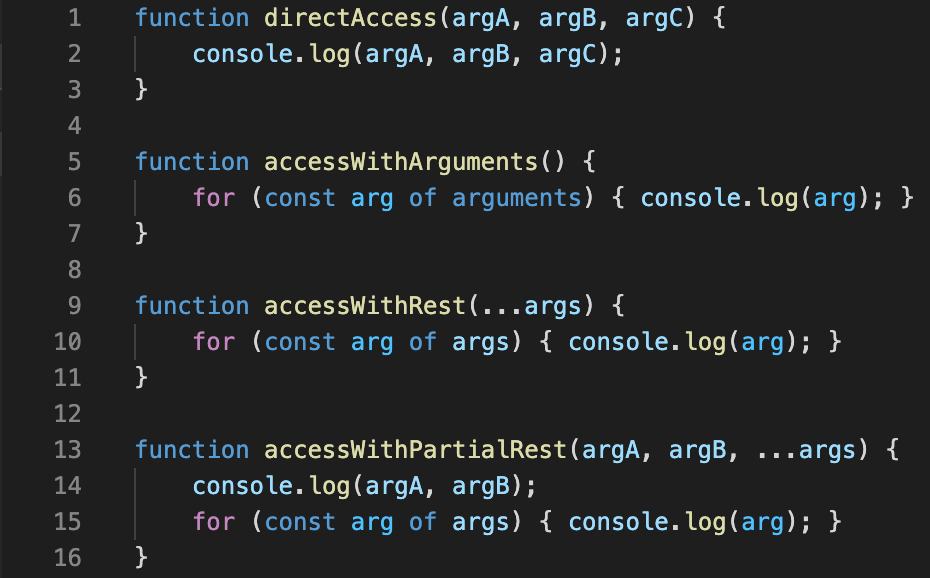 1 function directAccess(argA, argB, argC) {
2 console.log(argA, argB, argC);
3 }
4
5 function accessWithArguments() {
6 for (const arg of arguments) { console.log(arg); }
7 }
8
9 function accessWithRest(...args) {
10 for (const arg of args) { console.log(arg); }
11 }
12
13 function accessWithPartialRest(argA, argB, ...args) {
14 console.log(argA, argB);
15 for (const arg of args) { console.log(arg); }
16 }